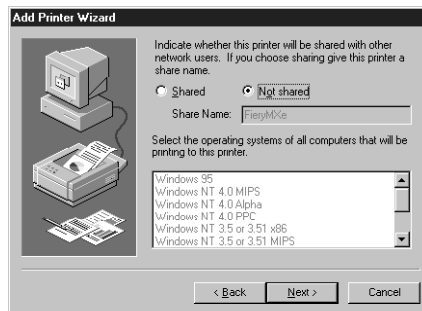 Add Printer Wizard
Indicate whether this printer will be shared with other
network users. If you choose sharing give this printer a
share name.
Shared
Not shared
Share Name: FieryMXe
Select the operating systems of all computers that will be
printing to this printer.
Windows 95
Windows NT 4.0 MIPS
Windows NT 4.0 Alpha
Windows NT 4.0 PPC
Windows NT 3.5 or 3.51 x86
Windows NT 3.5 or 3.51 MIPS
< Back
Next >
Cancel